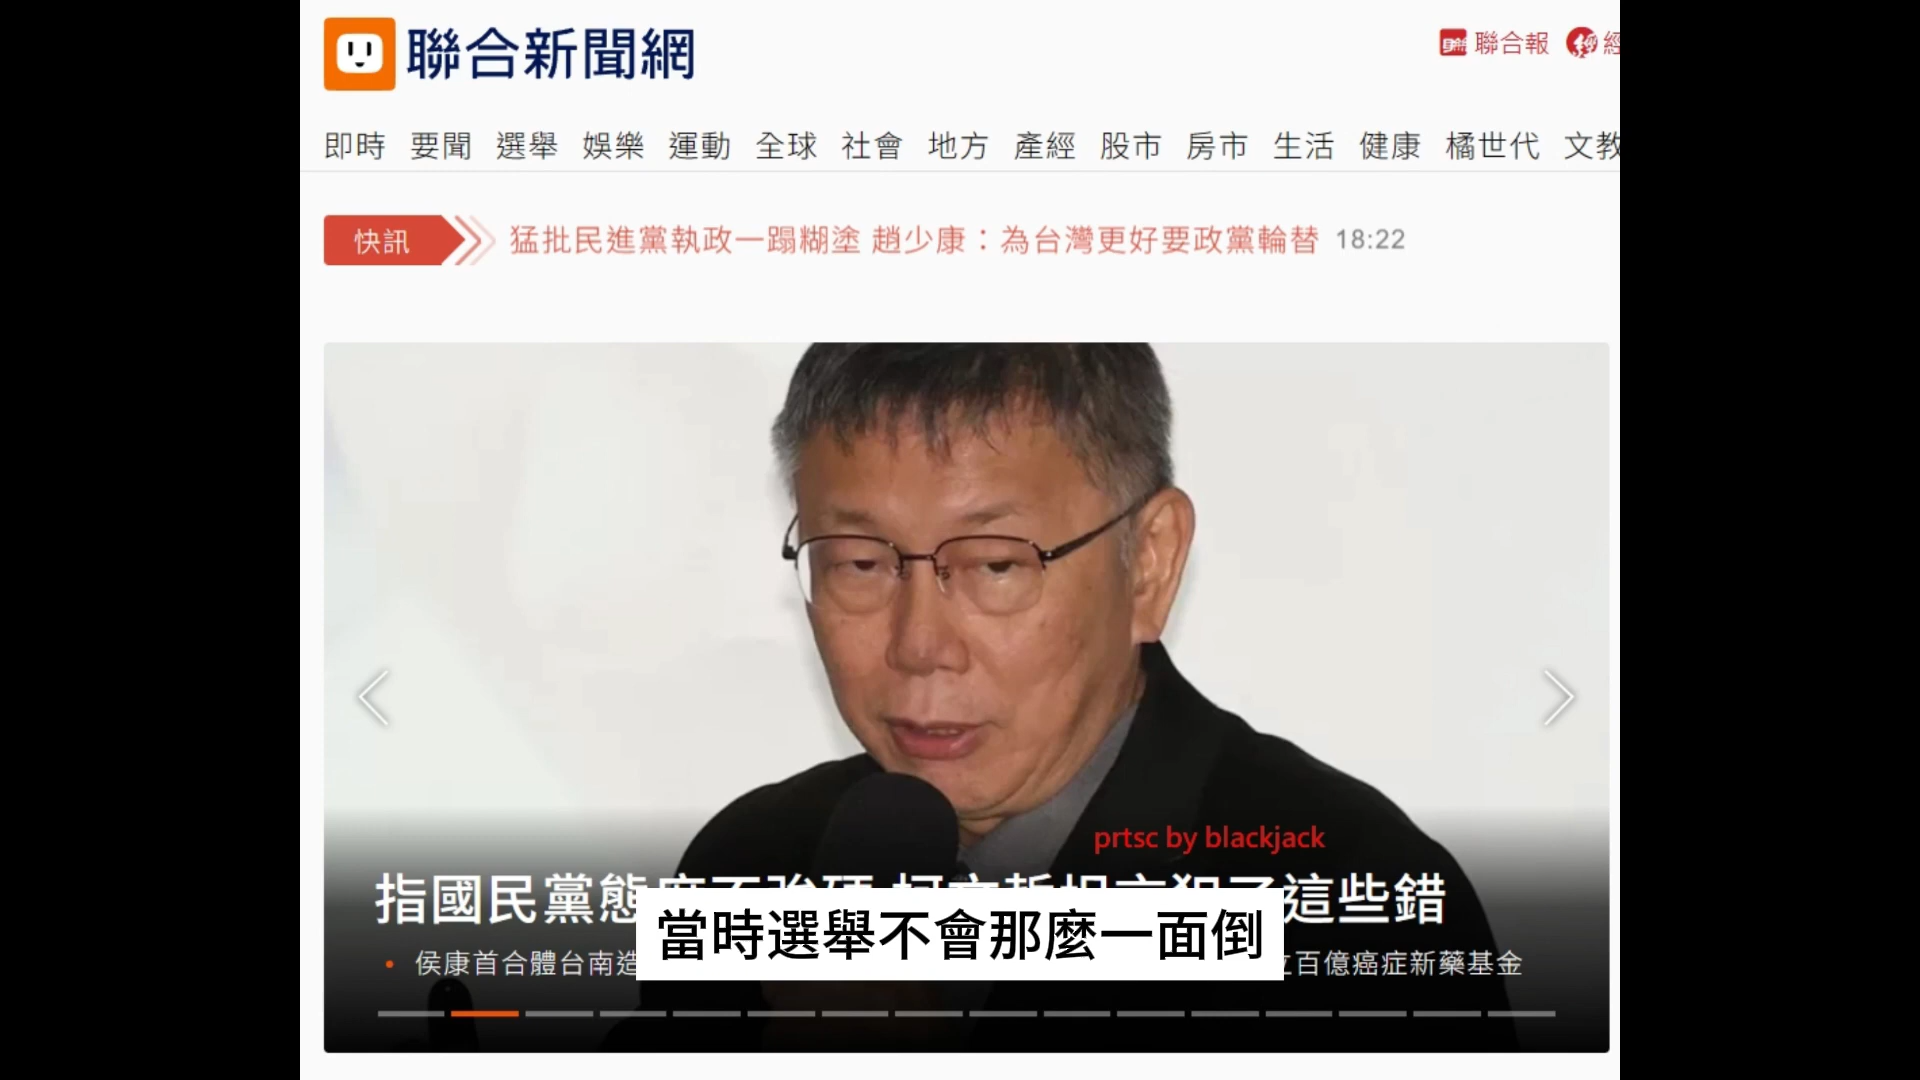 聯合新聞網
聯合報
即時 要聞 選舉 娛樂 運動 全球 社會 地方 產經 股市 房市 生活 健康 橘世代 文教
快訊 猛批民進黨執政一蹋糊塗 趙少康：為台灣更好要政黨輪替 18:22
prtsc by blackjack
指國民黨態 這些錯
當時選舉不會那麼一面倒
侯康首合體台南造 百億癌症新藥基金